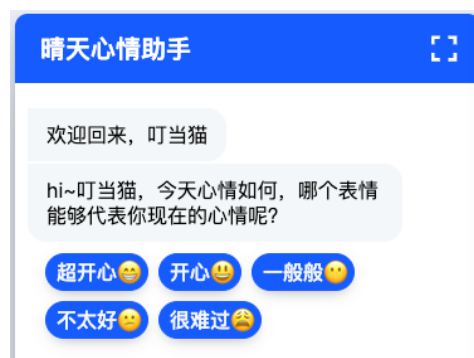 晴天心情助手
欢迎回来，叮当猫
hi~叮当猫，今天心情如何，哪个表情
能够代表你现在的心情呢?
超开心😁 开心😃 一般般😶
不太好😕 很难过😩